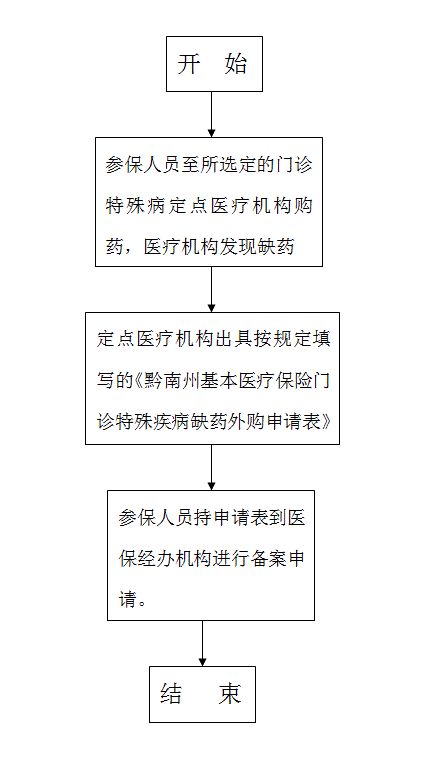 开 始
参保人员至所选定的门诊
特殊病定点医疗机构购
药，医疗机构发现缺药
定点医疗机构出具按规定填
写的《黔南州基本医疗保险门
诊特殊疾病缺药外购申请表》
参保人员持申请表到医
保经办机构进行备案申
请。
结 束